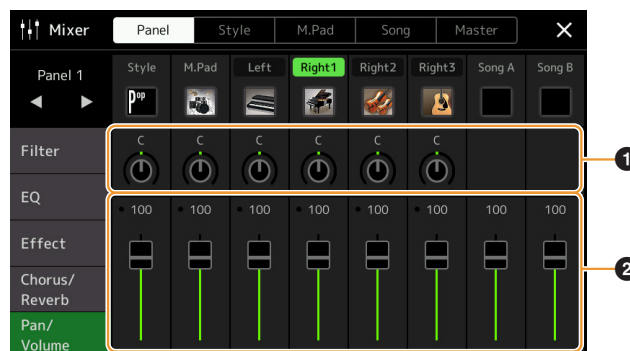 Mixer
Panel
Style
M.Pad
Song
Master
Panel 1
Style
M.Pad
Left
Right1
Right2
Right3
Song A
Song B
Pop
Filter
C C C C C C
1
EQ
100 100 100 100 100 100 100 100
Effect
Chorus/
Reverb
2
Pan/
Volume